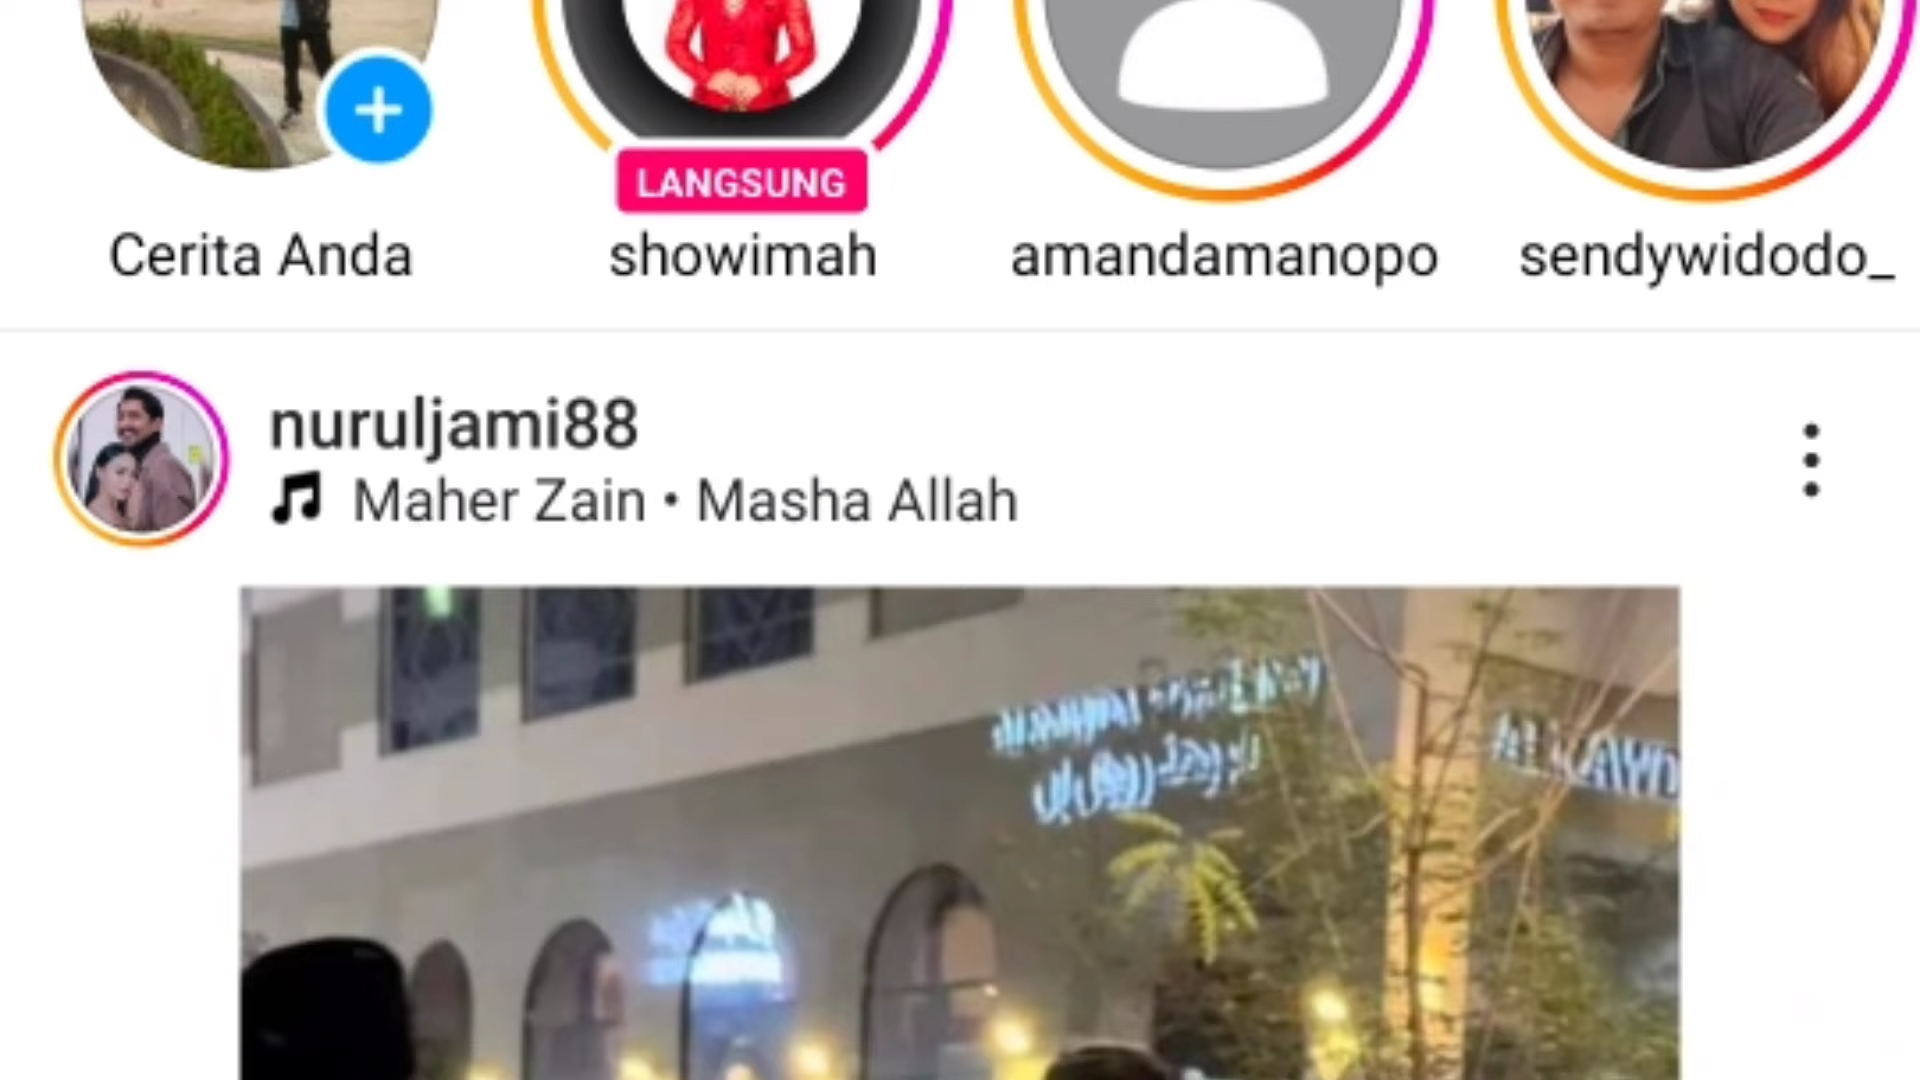 LANGSUNG
Cerita Anda
showimah
amandamanopo
sendywidodo_
nuruljami88
Maher Zain • Masha Allah